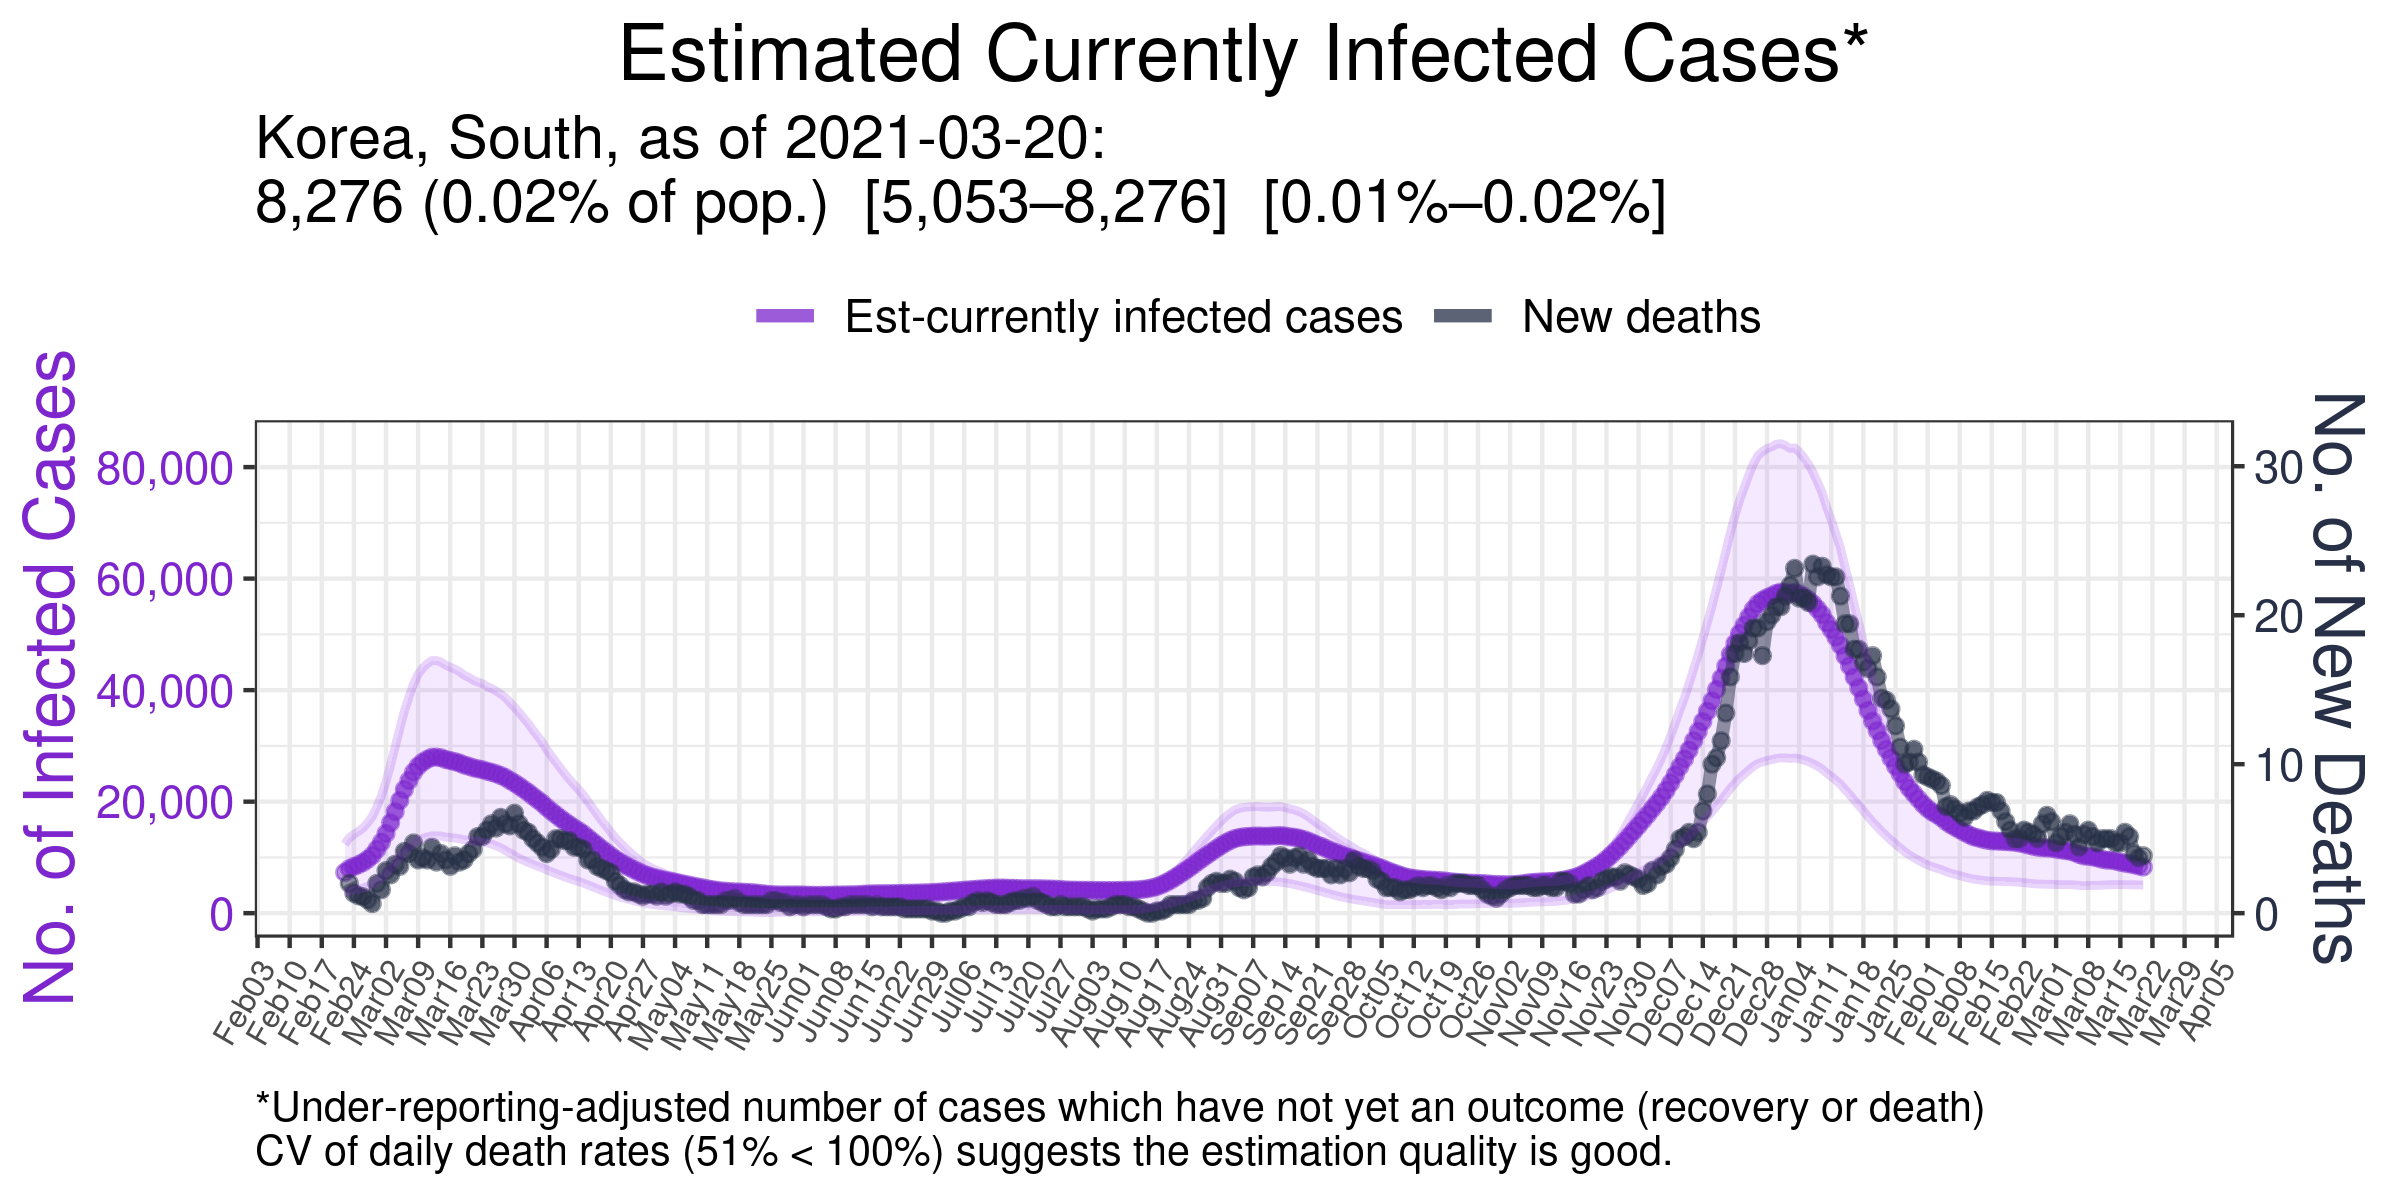 Estimated Currently Infected Cases*
Korea, South, as of 2021-03-20:
8,276 (0.02% of pop.)  [5,053–8,276]  [0.01%–0.02%]
Est-currently infected cases
New deaths
No. of Infected Cases
80,000
60,000
40,000
20,000
0
30
20
10
0
No. of New Deaths
Feb03
Feb10
Feb17
Feb24
Mar02
Mar09
Mar16
Mar23
Mar30
Apr06
Apr13
Apr20
Apr27
May04
May11
May18
May25
Jun01
Jun08
Jun15
Jun22
Jun29
Jul06
Jul13
Jul20
Jul27
Aug03
Aug10
Aug17
Aug24
Aug31
Sep07
Sep14
Sep21
Sep28
Oct05
Oct12
Oct19
Oct26
Nov02
Nov09
Nov16
Nov23
Nov30
Dec07
Dec14
Dec21
Dec28
Jan04
Jan11
Jan18
Jan25
Feb01
Feb08
Feb15
Feb22
Mar01
Mar08
Mar15
Mar22
Mar29
Apr05
*Under-reporting-adjusted number of cases which have not yet an outcome (recovery or death)
CV of daily death rates (51% < 100%) suggests the estimation quality is good.